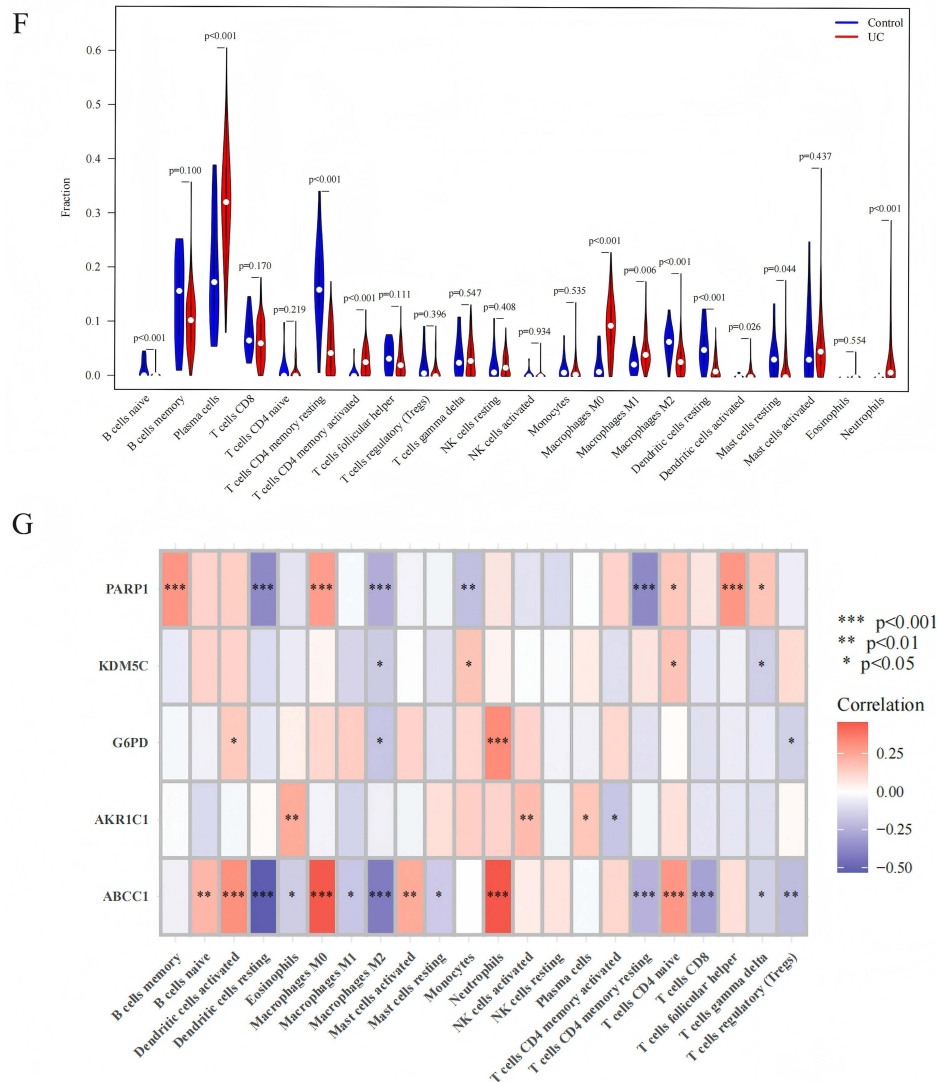 F
Control
UC
Fraction
0.6
0.5
0.4
0.3
0.2
0.1
0.0
p<0.001
p=0.100
p<0.001
p=0.170
p=0.219
p<0.001
p<0.001
p=0.111
p=0.396
p=0.547
p=0.408
p=0.934
p=0.535
p<0.001
p=0.006
p<0.001
p<0.001
p=0.026
p=0.044
p=0.437
p=0.554
p<0.001
B cells naive
B cells memory
Plasma cells
T cells CD8
T cells CD4 naive
T cells CD4 memory resting
T cells CD4 memory activated
T cells follicular helper
T cells regulatory (Tregs)
T cells gamma delta
NK cells resting
NK cells activated
Monocytes
Macrophages M0
Macrophages M1
Macrophages M2
Dendritic cells resting
Dendritic cells activated
Mast cells resting
Mast cells activated
Eosinophils
Neutrophils
G
PARP1 *** *** *** *** ** *** * *** *
KDM5C * * * *
G6PD * * *** *
AKR1C1 ** ** * *
ABCC1 ** *** *** * *** * *** ** * *** *** *** *** * **
*** p<0.001
** p<0.01
* p<0.05
Correlation
0.25
0.00
−0.25
−0.50
B cells memory
B cells naive
Dendritic cells activated
Dendritic cells resting
Eosinophils
Macrophages M0
Macrophages M1
Macrophages M2
Mast cells activated
Mast cells resting
Monocytes
Neutrophils
NK cells activated
NK cells resting
Plasma cells
T cells CD4 memory activated
T cells CD4 memory resting
T cells CD4 naive
T cells CD8
T cells follicular helper
T cells gamma delta
T cells regulatory (Tregs)